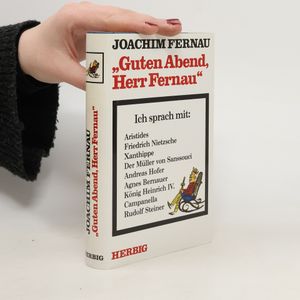 JOACHIM FERNAU
„Guten Abend,
Herr Fernau“
Ich sprach mit:
Aristides
Friedrich Nietzsche
Xanthippe
Der Müller von Sanssouci
Andreas Hofer
Agnes Bernauer
König Heinrich IV.
Campanella
Rudolf Steiner
HERBIG
JOACHIM FERNAU
„Guten Abend, Herr Fernau“
HERBIG